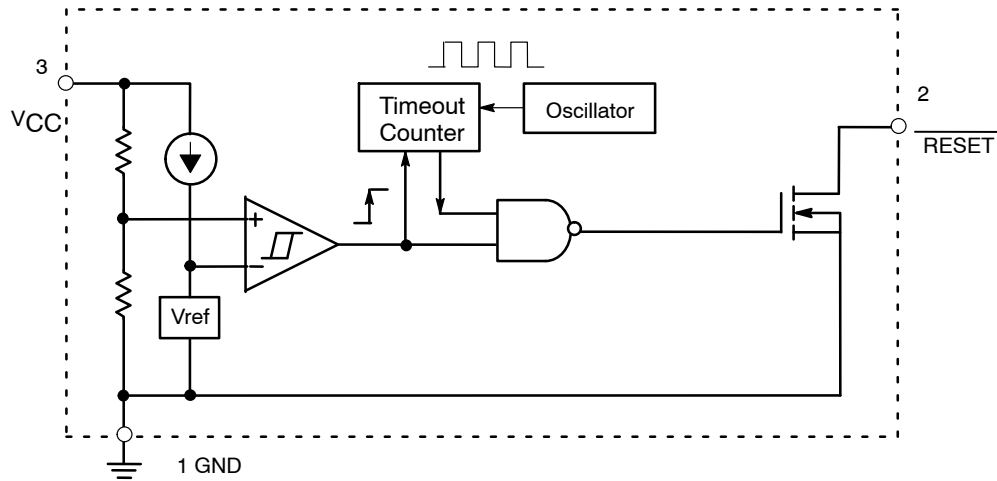 3
VCC
Timeout
Counter
Oscillator
2
RESET
+
−
Vref
1 GND